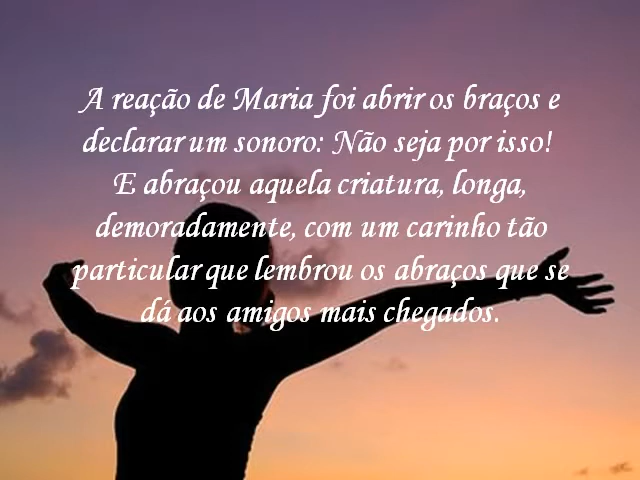 A reação de Maria foi abrir os braços e
declarar um sonoro: Não seja por isso!
E abraçou aquela criatura, longa,
demoradamente, com um carinho tão
particular que lembrou os abraços que se
dá aos amigos mais chegados.